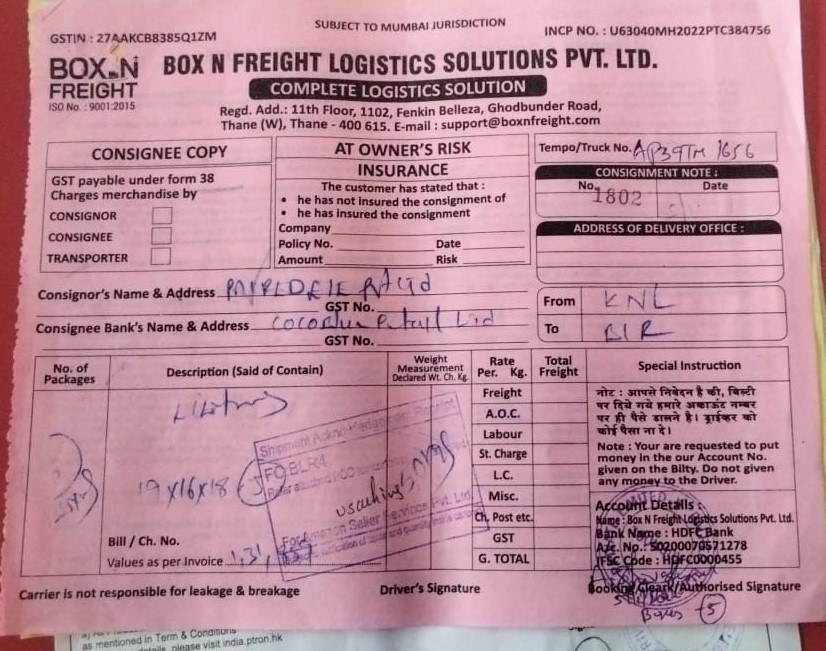 SUBJECT TO MUMBAI JURISDICTION
GSTIN : 27AAKCB8385Q1ZM
INCP NO. : U63040MH2022PTC384756
BOX N FREIGHT
ISO No. : 9001:2015
BOX N FREIGHT LOGISTICS SOLUTIONS PVT. LTD.
COMPLETE LOGISTICS SOLUTION
Regd. Add.: 11th Floor, 1102, Fenkin Belleza, Ghodbunder Road,
Thane (W), Thane - 400 615. E-mail : support@boxnfreight.com
CONSIGNEE COPY
GST payable under form 38
Charges merchandise by
CONSIGNOR
CONSIGNEE
TRANSPORTER
AT OWNER'S RISK
INSURANCE
The customer has stated that :
• he has not insured the consignment of
• he has insured the consignment
Company
Policy No. Date
Amount Risk
Tempo/Truck No. AP39TM 1656
CONSIGNMENT NOTE :
No. Date
1802
ADDRESS OF DELIVERY OFFICE :
Consignor's Name & Address
GST No.
Consignee Bank's Name & Address Cocoblue Retail Ltd
GST No.
From KNL
To BLR
No. of Packages
Description (Said of Contain)
Weight Measurement
Declared Wt. Ch. Kg.
Rate Per. Kg.
Total Freight
Special Instruction
19x16x18
Bill / Ch. No.
Values as per Invoice
Freight
A.O.C.
Labour
St. Charge
L.C.
Misc.
Ch. Post etc.
GST
G. TOTAL
Shipment Acknowledgement Receipt
FC-BLR4
For Amazon Seller Services Pvt. Ltd.
नोट : आपसे निवेदन है की, बिल्टी
पर दिये गये हमारे अकाऊंट नम्बर
पर ही पैसे डालने है। ड्राईवर को
कोई पैसा ना दे।
Note : Your are requested to put
money in the our Account No.
given on the Bilty. Do not given
any money to the Driver.
Account Details :
Name : Box N Freight Logistics Solutions Pvt. Ltd.
Bank Name : HDFC Bank
A/c. No.: 50200070571278
IFSC Code : HDFC0000455
Carrier is not responsible for leakage & breakage
Driver's Signature
Booking Cleark/Authorised Signature
Boxes 5
as mentioned in Term & Conditions
please visit india.ptron.hk